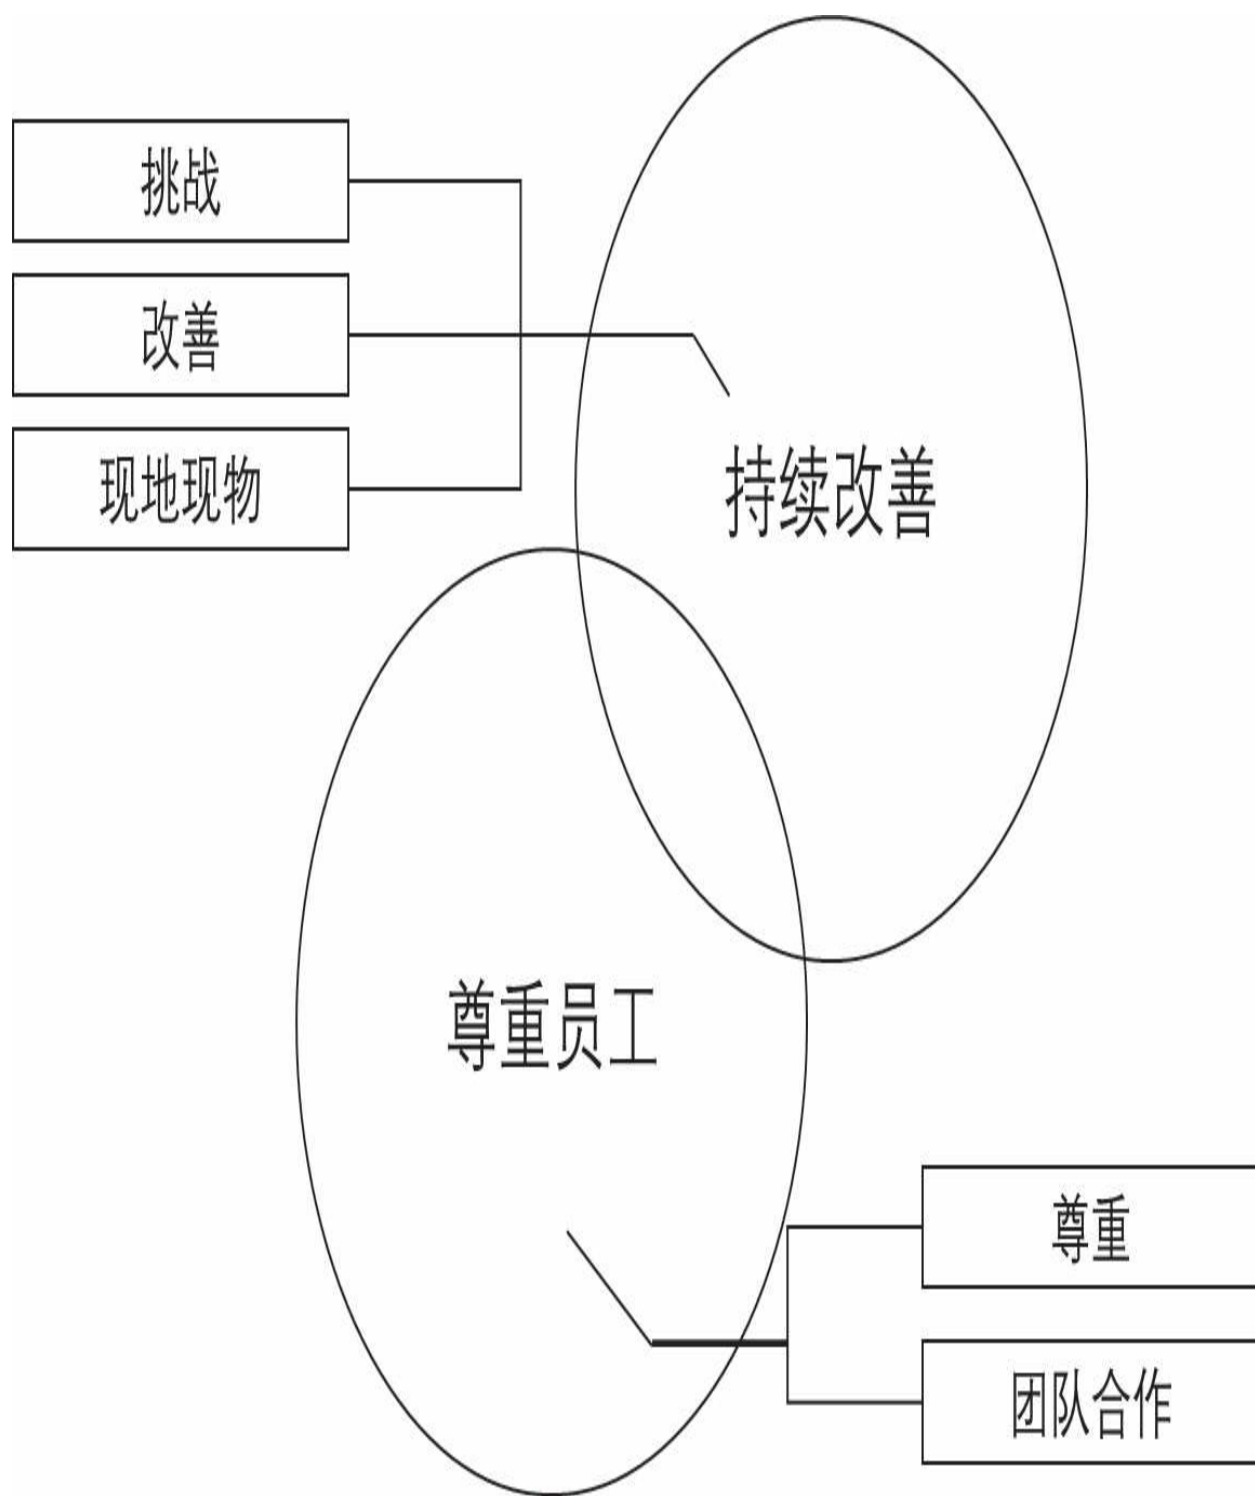 挑战
改善
现地现物
持续改善
尊重员工
尊重
团队合作